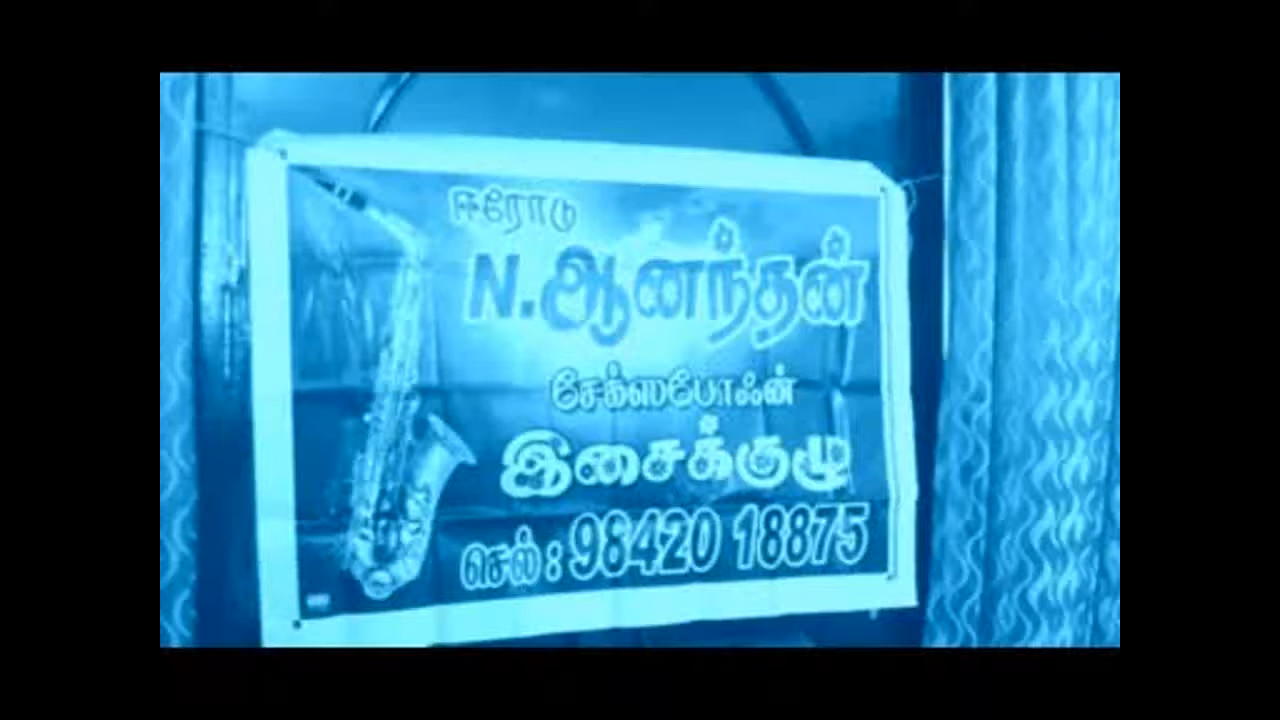 ஈரோடு
N.ஆனந்தன்
சேக்ஸபோஃன்
இசைக்குழு
செல் : 98420 18875